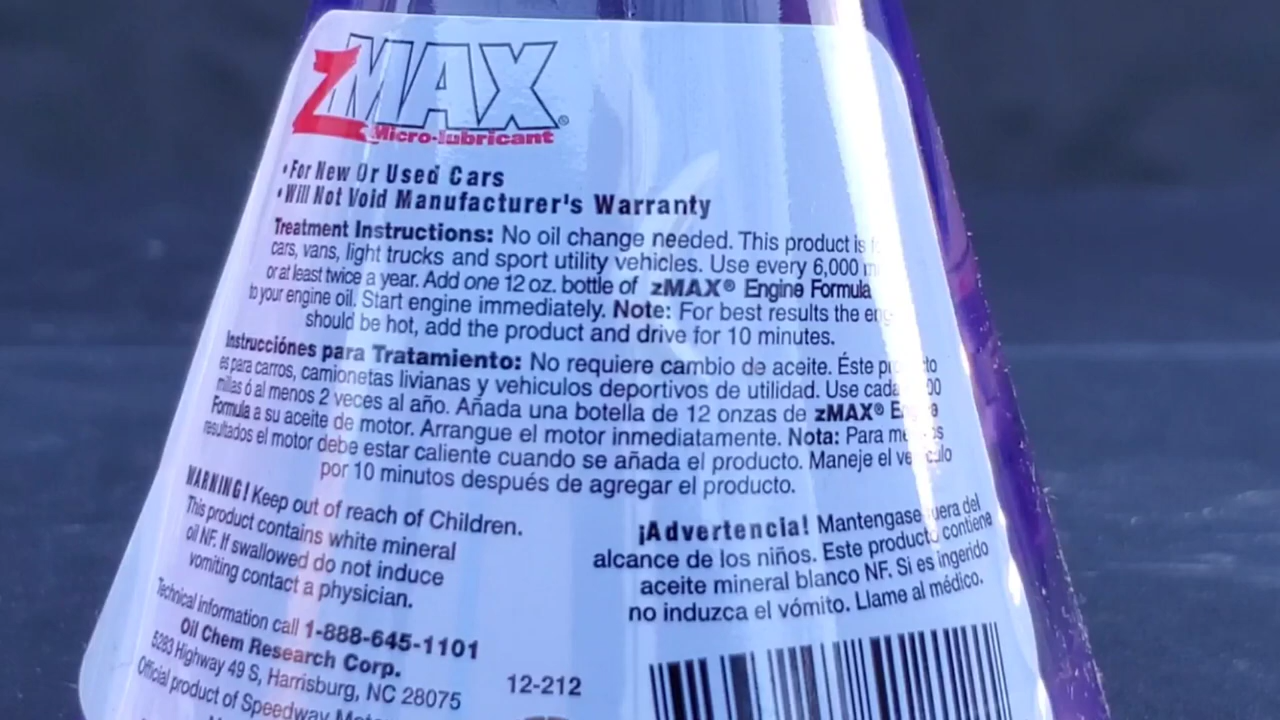 zMAX®
Micro-lubricant
•For New Or Used Cars
•Will Not Void Manufacturer's Warranty
Treatment Instructions: No oil change needed. This product is
cars, vans, light trucks and sport utility vehicles. Use every 6,000
or at least twice a year. Add one 12 oz. bottle of zMAX® Engine Formula
to your engine oil. Start engine immediately. Note: For best results the
should be hot, add the product and drive for 10 minutes.
Instrucciónes para Tratamiento: No requiere cambio de aceite. Éste
es para carros, camionetas livianas y vehiculos deportivos de utilidad. Use cada
millas ó al menos 2 veces al año. Añada una botella de 12 onzas de zMAX®
Formula a su aceite de motor. Arrangue el motor inmediatamente. Nota: Para
resultados el motor debe estar caliente cuando se añada el producto. Maneje el
por 10 minutos después de agregar el producto.
WARNING! Keep out of reach of Children.
This product contains white mineral
oil NF. If swallowed do not induce
vomiting contact a physician.
¡Advertencia! Mantengase fuera del
alcance de los niños. Este producto contiene
aceite mineral blanco NF. Si es ingerido
no induzca el vómito. Llame al médico.
Technical information call 1-888-645-1101
Oil Chem Research Corp.
5283 Highway 49 S, Harrisburg, NC 28075
Official product of Speedway
12-212